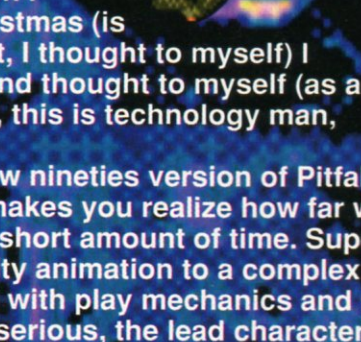 stmas (is
t, I thought to myself) I
nd thought to myself (as a
, this is technology man,
w nineties version of Pitfa
nakes you realize how far w
short amount of time. Sup
ty animation to a complex
with play mechanics and
serious, the lead character